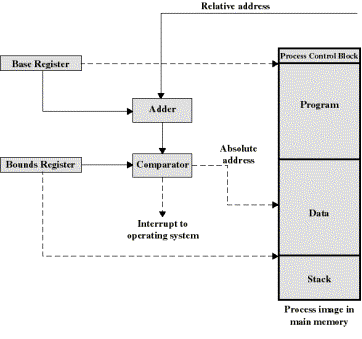 Relative address
Process Control Block
Base Register
Program
Adder
Absolute
address
Bounds Register
Comparator
Data
Interrupt to
operating system
Stack
Process image in
main memory